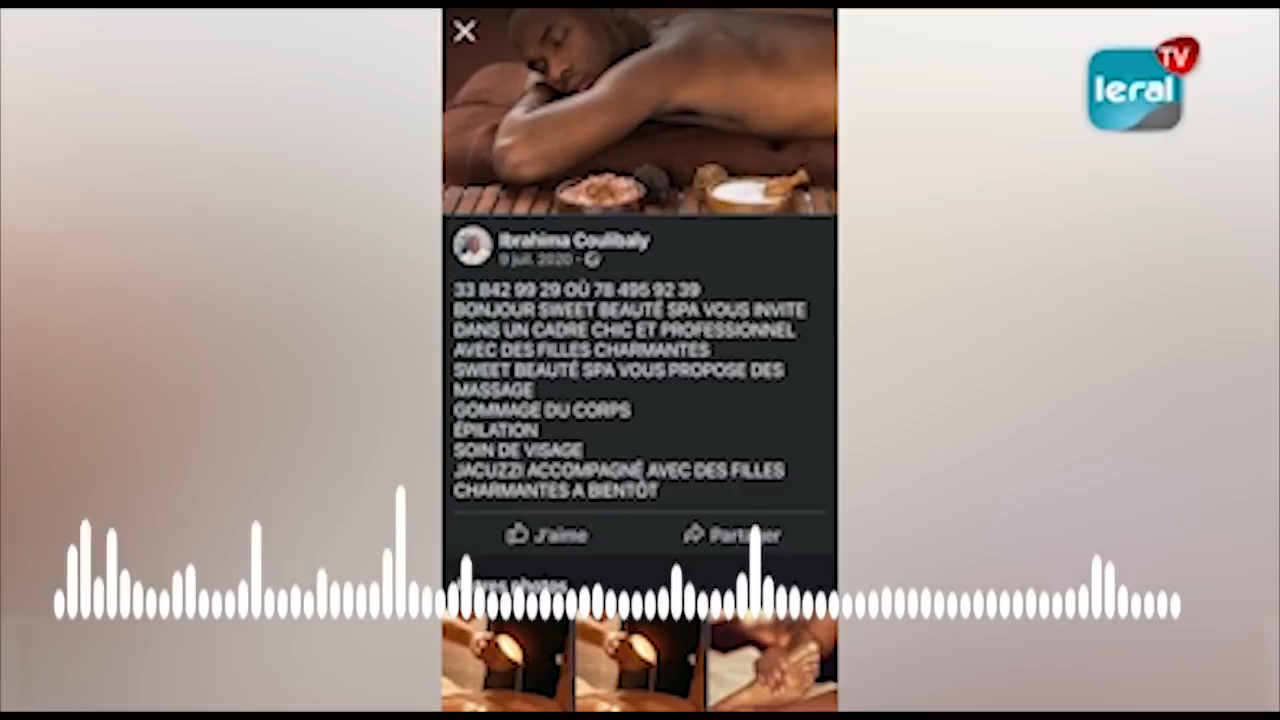 TV
leral
Ibrahima Coulibaly
9 juil. 2020
33 842 99 29 OÙ 78 495 92 39
BONJOUR SWEET BEAUTÉ SPA VOUS INVITE
DANS UN CADRE CHIC ET PROFESSIONNEL
AVEC DES FILLES CHARMANTES
SWEET BEAUTÉ SPA VOUS PROPOSE DES
MASSAGE
GOMMAGE DU CORPS
ÉPILATION
SOIN DE VISAGE
JACUZZI ACCOMPAGNÉ AVEC DES FILLES
CHARMANTES A BIENTÔT
J'aime
photos